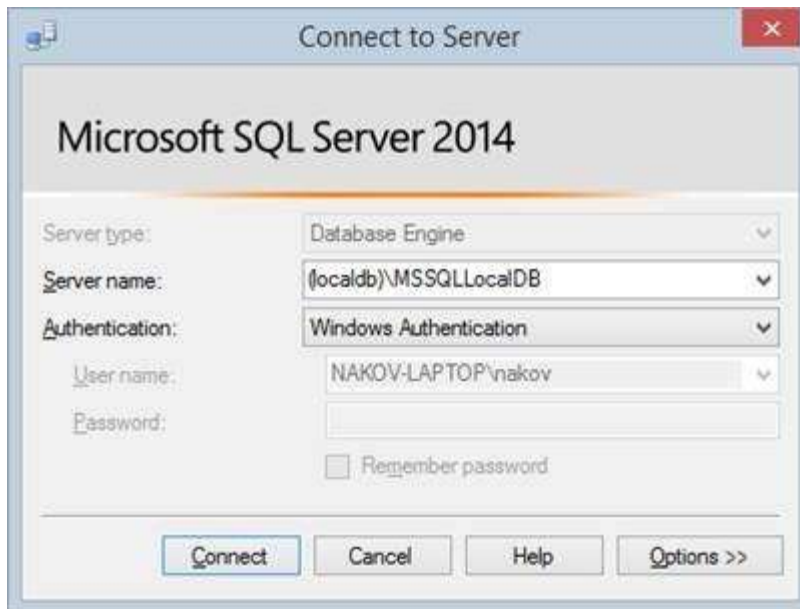 Connect to Server
Microsoft SQL Server 2014
Server type: Database Engine
Server name: (localdb)\MSSQLLocalDB
Authentication: Windows Authentication
User name: NAKOV-LAPTOP\nakov
Password:
Remember password
Connect Cancel Help Options >>